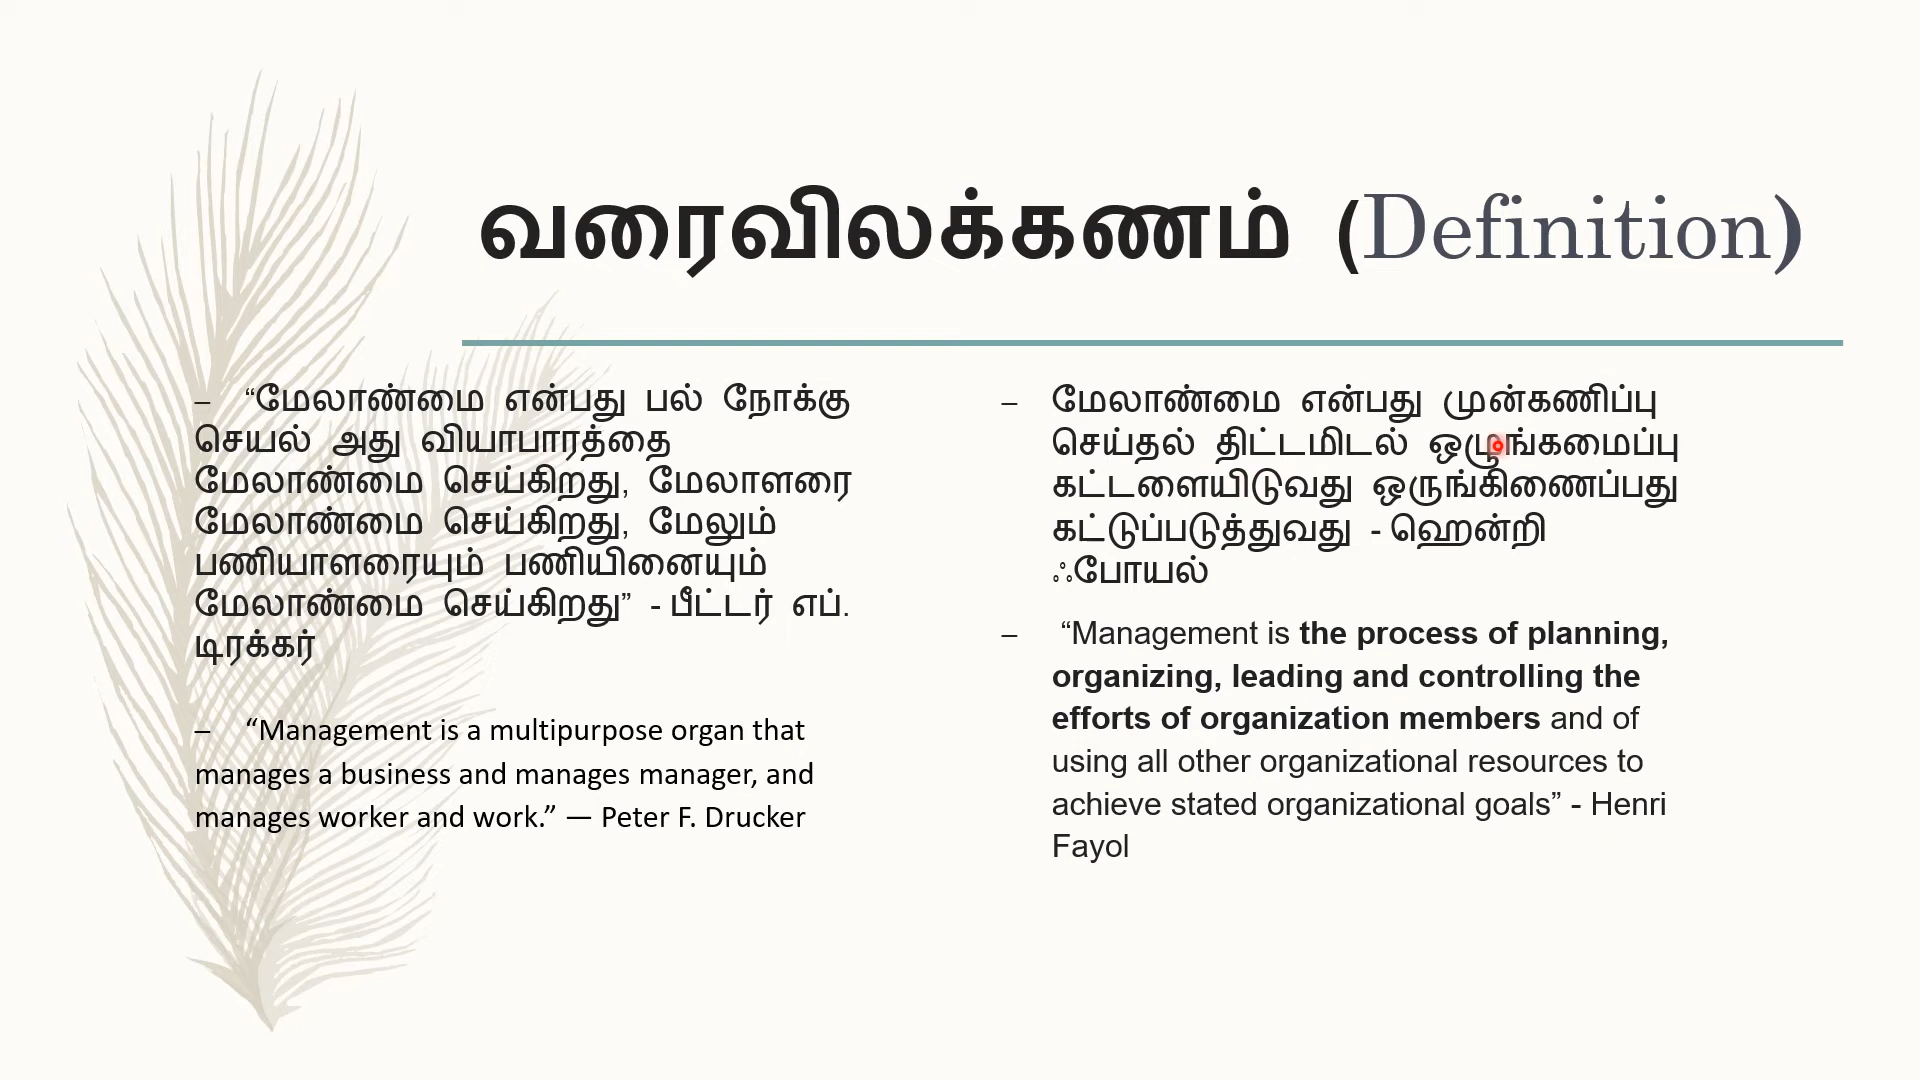 வரைவிலக்கணம் (Definition)
– “மேலாண்மை என்பது பல் நோக்கு
செயல் அது வியாபாரத்தை
மேலாண்மை செய்கிறது, மேலாளரை
மேலாண்மை செய்கிறது, மேலும்
பணியாளரையும் பணியினையும்
மேலாண்மை செய்கிறது” - பீட்டர் எப்.
டிரக்கர்
– “Management is a multipurpose organ that
manages a business and manages manager, and
manages worker and work.” — Peter F. Drucker
– மேலாண்மை என்பது முன்கணிப்பு
செய்தல் திட்டமிடல் ஒழுங்கமைப்பு
கட்டளையிடுவது ஒருங்கிணைப்பது
கட்டுப்படுத்துவது - ஹென்றி
ஃபோயல்
– “Management is the process of planning,
organizing, leading and controlling the
efforts of organization members and of
using all other organizational resources to
achieve stated organizational goals” - Henri
Fayol